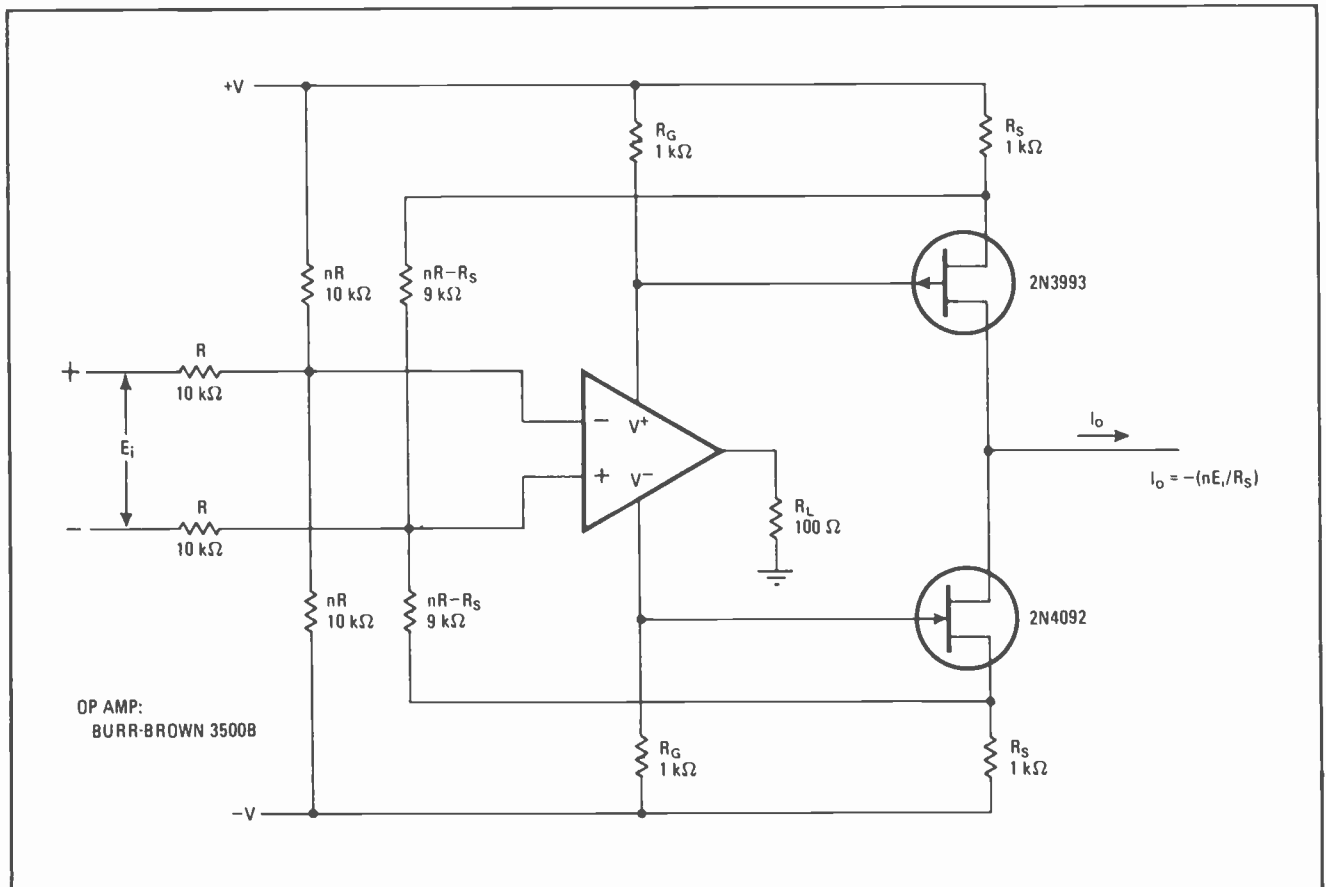 +V
R_G
1 kΩ
R_S
1 kΩ
nR
10 kΩ
nR−R_S
9 kΩ
2N3993
R
10 kΩ
+
E_i
−
R
10 kΩ
− V⁺
+ V⁻
I_o
I_o = −(nE_i/R_S)
R_L
100 Ω
nR
10 kΩ
nR−R_S
9 kΩ
2N4092
OP AMP:
BURR-BROWN 3500B
R_G
1 kΩ
R_S
1 kΩ
−V